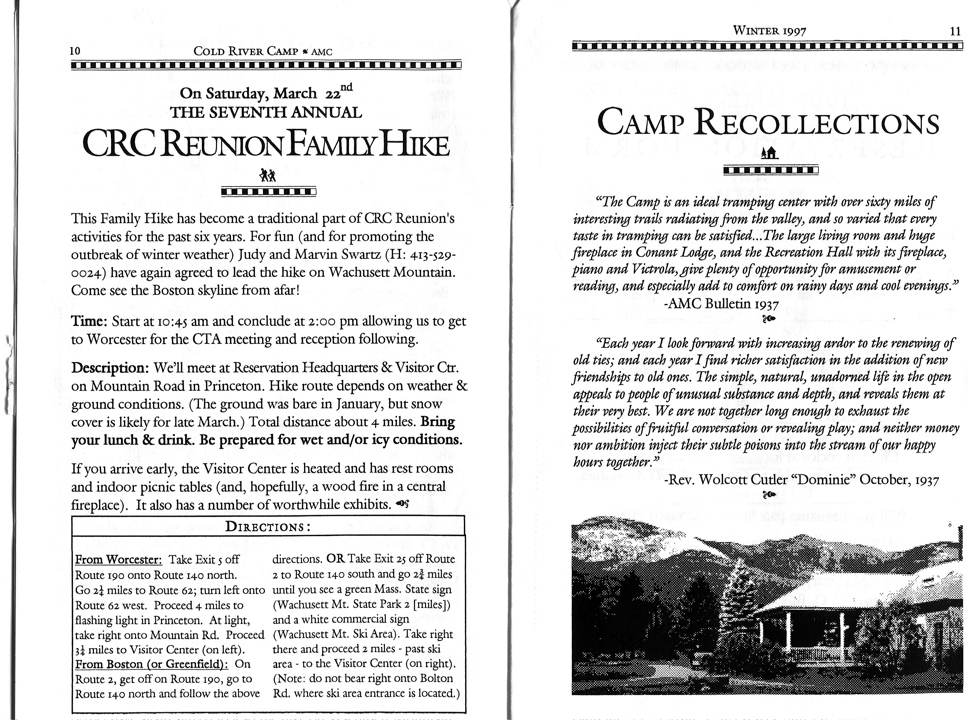 10
COLD RIVER CAMP AMC
On Saturday, March 22nd
THE SEVENTH ANNUAL
CRC REUNION FAMILY HIKE
This Family Hike has become a traditional part of CRC Reunion's
activities for the past six years. For fun (and for promoting the
outbreak of winter weather) Judy and Marvin Swartz (H: 413-529-
0024) have again agreed to lead the hike on Wachusett Mountain.
Come see the Boston skyline from afar!
Time: Start at 10:45 am and conclude at 2:00 pm allowing us to get
to Worcester for the CTA meeting and reception following.
Description: We'll meet at Reservation Headquarters & Visitor Ctr.
on Mountain Road in Princeton. Hike route depends on weather &
ground conditions. (The ground was bare in January, but snow
cover is likely for late March.) Total distance about 4 miles. Bring
your lunch & drink. Be prepared for wet and/or icy conditions.
If you arrive early, the Visitor Center is heated and has rest rooms
and indoor picnic tables (and, hopefully, a wood fire in a central
fireplace). It also has a number of worthwhile exhibits.
DIRECTIONS:
From Worcester: Take Exit 5 off
Route 190 onto Route 140 north.
Go 2¼ miles to Route 62; turn left onto
Route 62 west. Proceed 4 miles to
flashing light in Princeton. At light,
take right onto Mountain Rd. Proceed
3¼ miles to Visitor Center (on left).
From Boston (or Greenfield): On
Route 2, get off on Route 190, go to
Route 140 north and follow the above
directions. OR Take Exit 25 off Route
2 to Route 140 south and go 2¾ miles
until you see a green Mass. State sign
(Wachusett Mt. State Park 2 [miles])
and a white commercial sign
(Wachusett Mt. Ski Area). Take right
there and proceed 2 miles - past ski
area - to the Visitor Center (on right).
(Note: do not bear right onto Bolton
Rd. where ski area entrance is located.)
WINTER 1997
11
CAMP RECOLLECTIONS
"The Camp is an ideal tramping center with over sixty miles of
interesting trails radiating from the valley, and so varied that every
taste in tramping can be satisfied...The large living room and huge
fireplace in Conant Lodge, and the Recreation Hall with its fireplace,
piano and Victrola, give plenty of opportunity for amusement or
reading, and especially add to comfort on rainy days and cool evenings."
-AMC Bulletin 1937
"Each year I look forward with increasing ardor to the renewing of
old ties; and each year I find richer satisfaction in the addition of new
friendships to old ones. The simple, natural, unadorned life in the open
appeals to people of unusual substance and depth, and reveals them at
their very best. We are not together long enough to exhaust the
possibilities of fruitful conversation or revealing play; and neither money
nor ambition inject their subtle poisons into the stream of our happy
hours together."
-Rev. Wolcott Cutler "Dominie" October, 1937